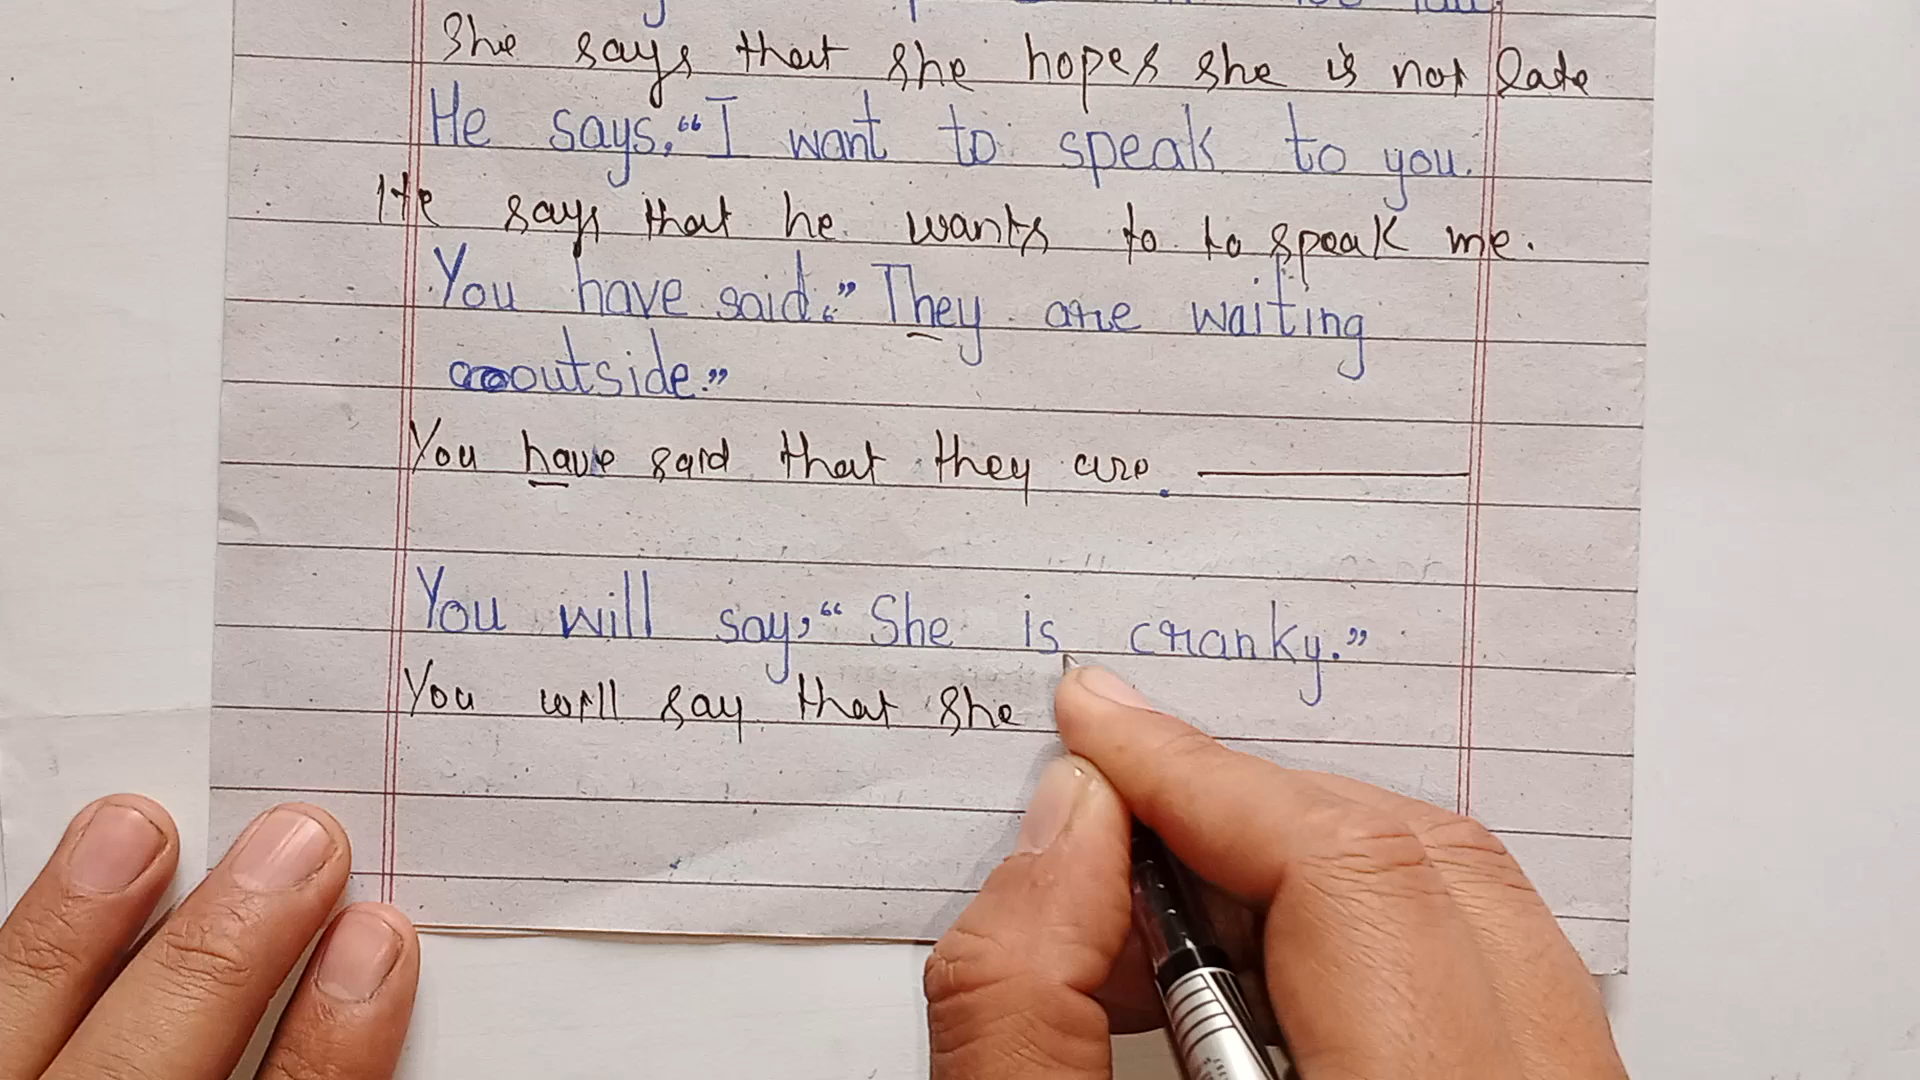 She says that she hopes she is not late
He says, “I want to speak to you.
He says that he wants to to speak me.
You have said. ” They are waiting
outside.”
You have said that they are
You will say, “ She is cranky.”
You will say that she